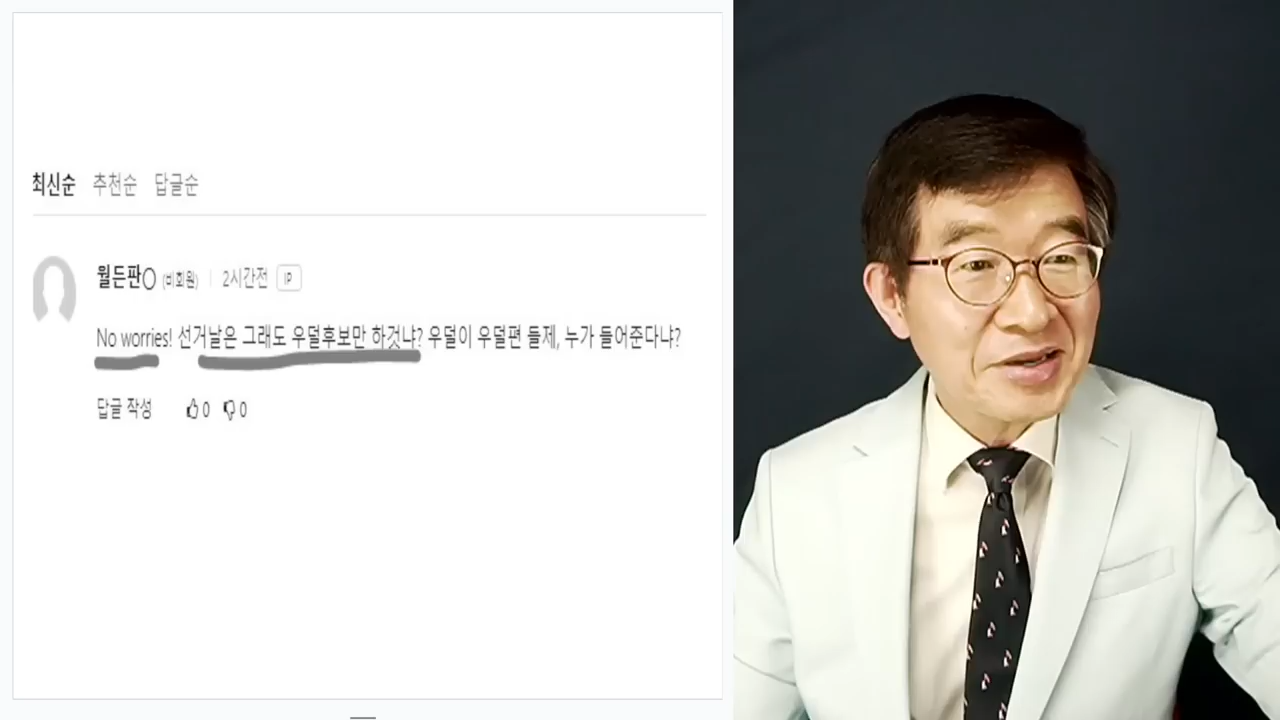 최신순 추천순 답글순
월든판○ (비회원) | 2시간전 IP
No worries! 선거날은 그래도 우덜후보만 하것냐? 우덜이 우덜편 들제, 누가 들어준다냐?
답글 작성 0 0